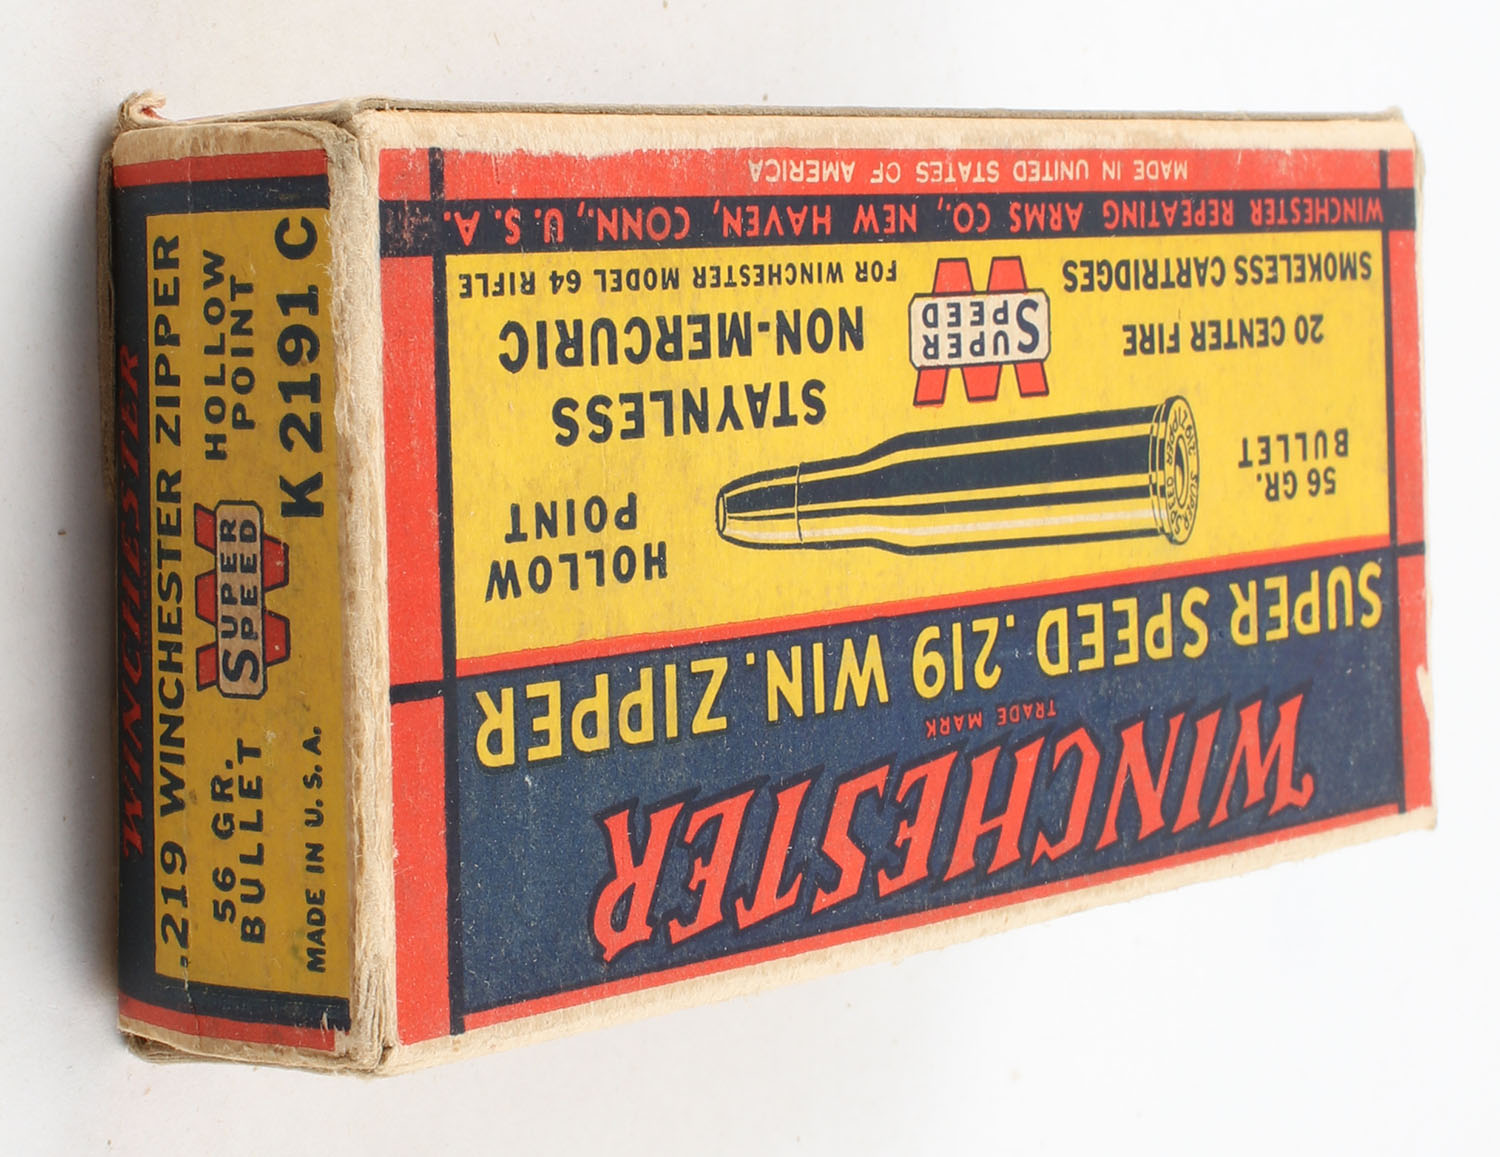 WINCHESTER
TRADE MARK
SUPER SPEED .219 WIN. ZIPPER
56 GR.
BULLET
HOLLOW
POINT
20 CENTER FIRE
SMOKELESS CARTRIDGES
SUPER
SPEED
STAYNLESS
NON-MERCURIC
FOR WINCHESTER MODEL 64 RIFLE
WINCHESTER REPEATING ARMS CO., NEW HAVEN, CONN., U.S.A.
MADE IN UNITED STATES OF AMERICA
WINCHESTER
.219 WINCHESTER ZIPPER
56 GR.
BULLET
SUPER
SPEED
HOLLOW
POINT
MADE IN U.S.A.
K 2191 C